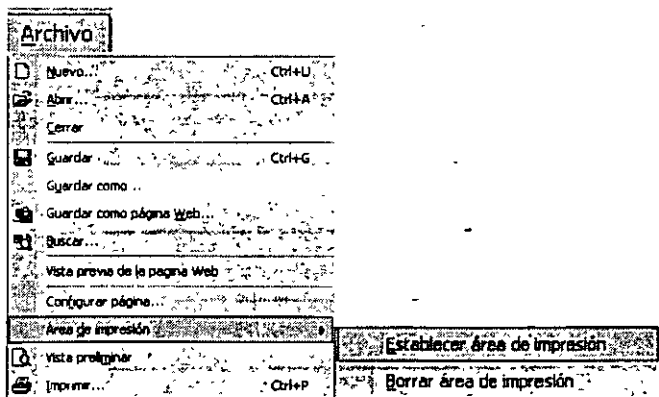 Archivo
Nuevo... Ctrl+U
Abrir... Ctrl+A
Cerrar
Guardar Ctrl+G
Guardar como ..
Guardar como página Web...
Buscar...
Vista previa de la pagina Web
Configurar página...
Área de impresión
Establecer área de impresión
Vista preliminar
Borrar área de impresión
Imprimir... Ctrl+P